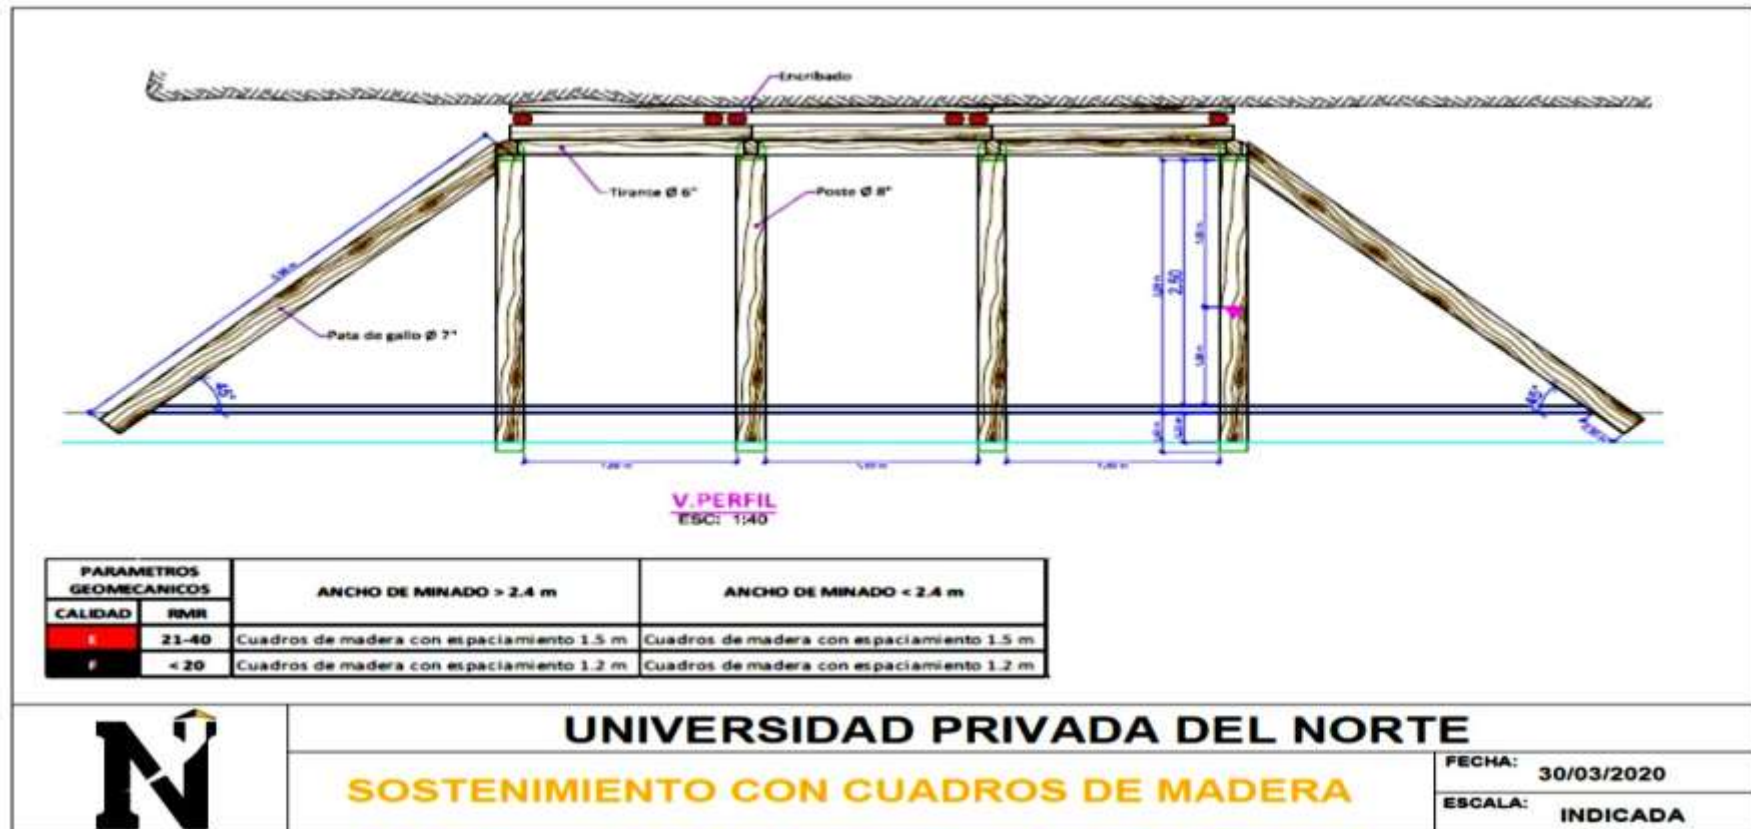 Encribado
Tirante Ø 6"
Poste Ø 8"
2.50
Pata de gallo Ø 7"
45°
45°
V.PERFIL
ESC: 1:40
PARAMETROS GEOMECANICOS
ANCHO DE MINADO > 2.4 m
ANCHO DE MINADO < 2.4 m
CALIDAD
RMR
E
21-40
Cuadros de madera con espaciamiento 1.5 m
Cuadros de madera con espaciamiento 1.5 m
F
< 20
Cuadros de madera con espaciamiento 1.2 m
Cuadros de madera con espaciamiento 1.2 m
N
UNIVERSIDAD PRIVADA DEL NORTE
SOSTENIMIENTO CON CUADROS DE MADERA
FECHA: 30/03/2020
ESCALA: INDICADA